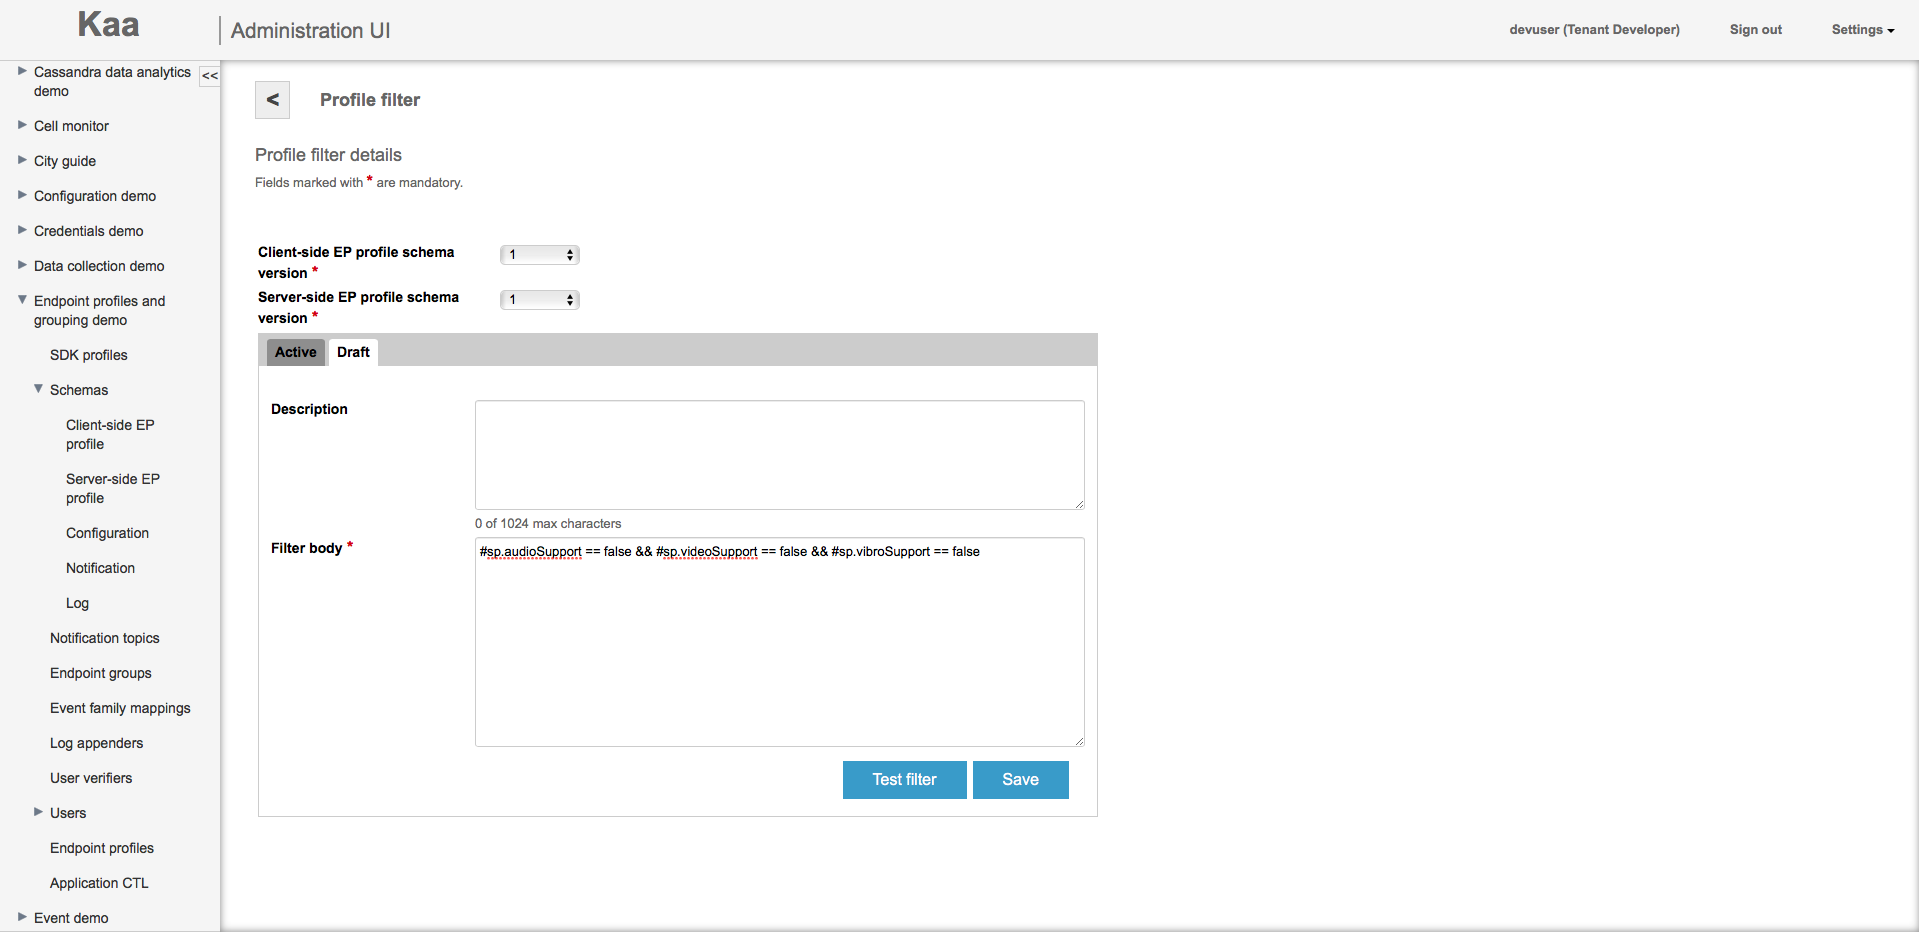 Kaa
Administration UI
devuser (Tenant Developer)
Sign out
Settings
<<
Cassandra data analytics
demo
Cell monitor
City guide
Configuration demo
Credentials demo
Data collection demo
Endpoint profiles and
grouping demo
SDK profiles
Schemas
Client-side EP
profile
Server-side EP
profile
Configuration
Notification
Log
Notification topics
Endpoint groups
Event family mappings
Log appenders
User verifiers
Users
Endpoint profiles
Application CTL
Event demo
< Profile filter
Profile filter details
Fields marked with * are mandatory.
Client-side EP profile schema
version *
1
Server-side EP profile schema
version *
1
Active Draft
Description
0 of 1024 max characters
Filter body *
#sp.audioSupport == false && #sp.videoSupport == false && #sp.vibroSupport == false
Test filter Save